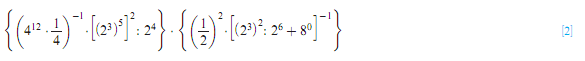 {(4¹² · 1/4)⁻¹ · [(2³)⁵]² : 2⁴} · {(1/2)² · [(2³)² : 2⁶ + 8⁰]⁻¹} [2]